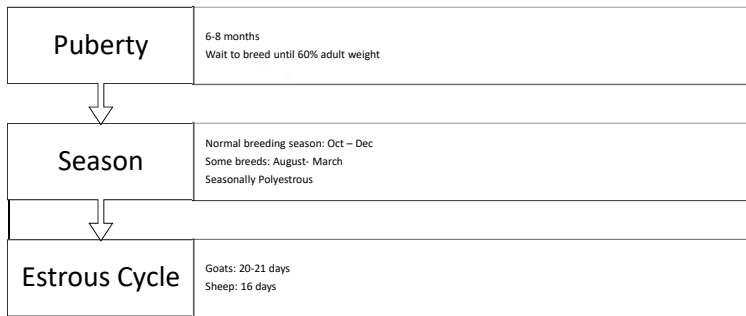 Puberty
6-8 months
Wait to breed until 60% adult weight
Season
Normal breeding season: Oct – Dec
Some breeds: August- March
Seasonally Polyestrous
Estrous Cycle
Goats: 20-21 days
Sheep: 16 days